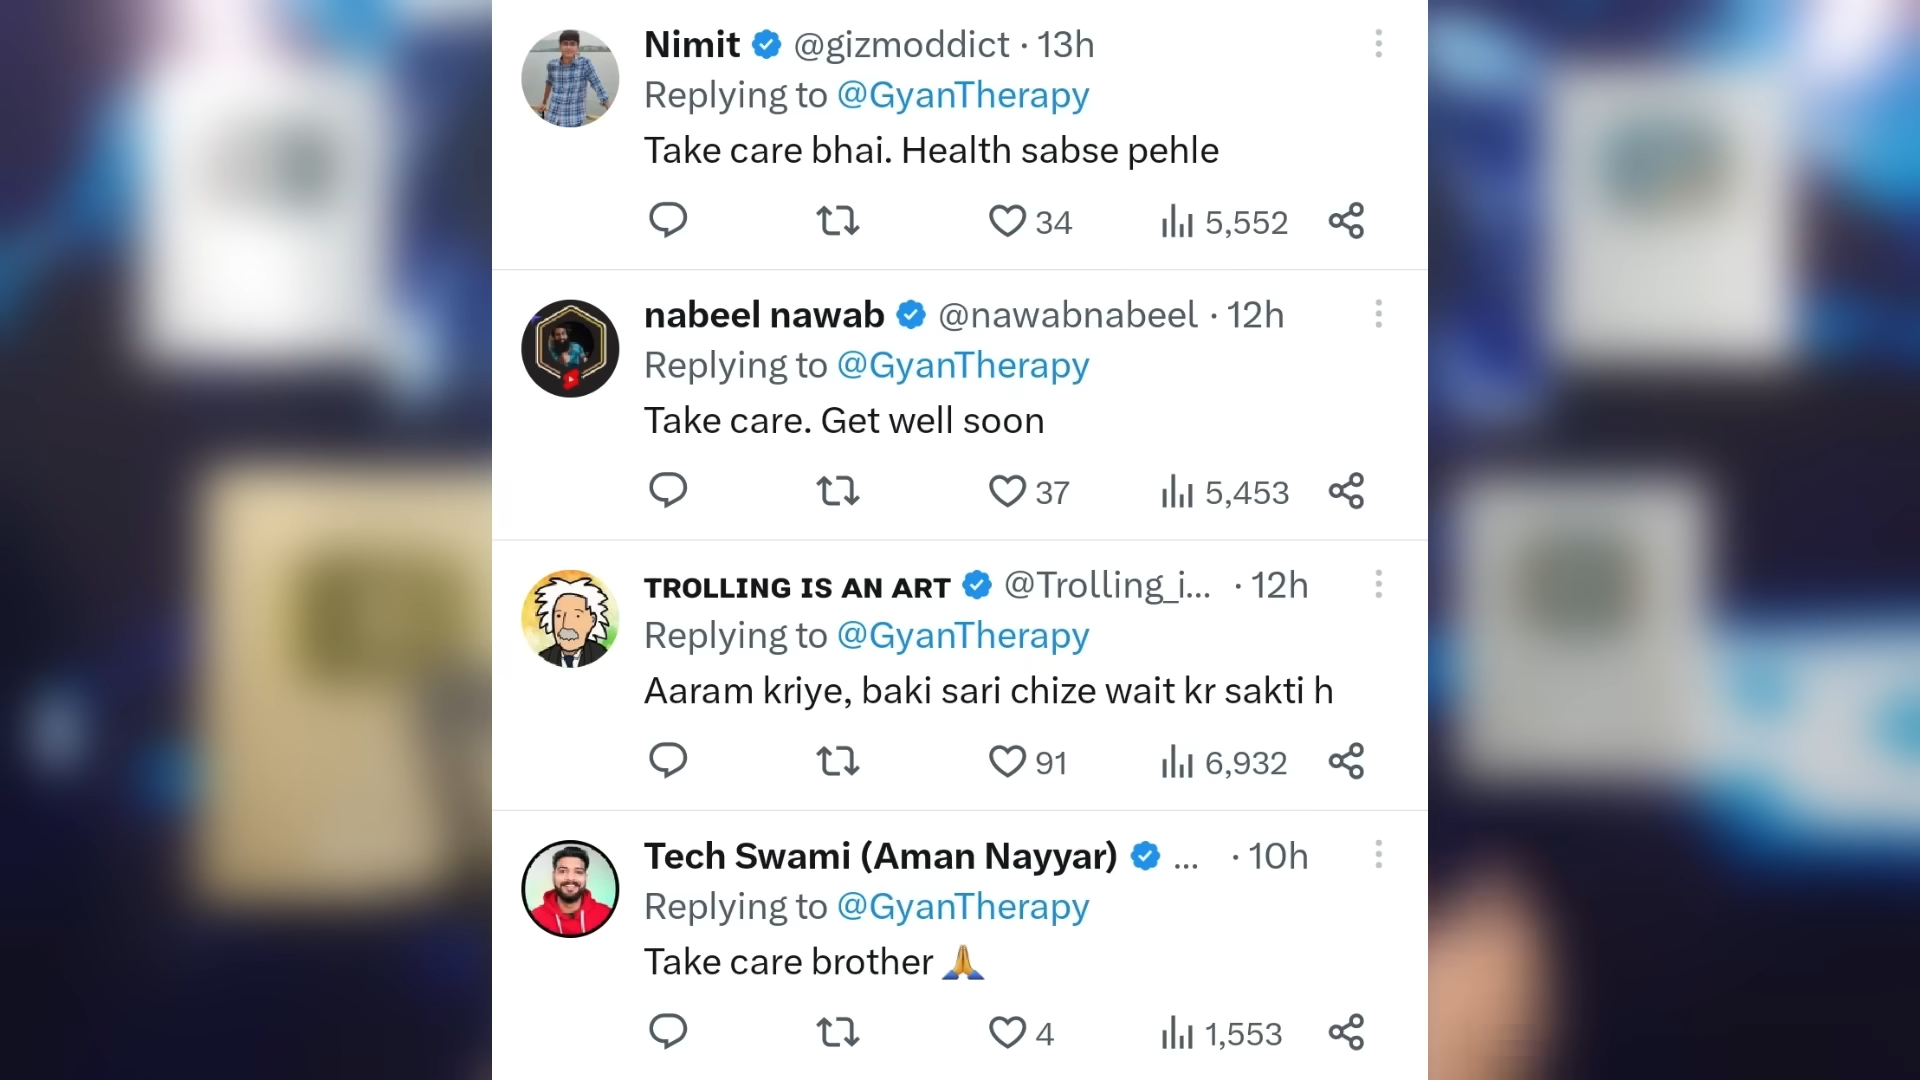 Nimit @gizmoddict · 13h
Replying to @GyanTherapy
Take care bhai. Health sabse pehle
34 5,552
nabeel nawab @nawabnabeel · 12h
Replying to @GyanTherapy
Take care. Get well soon
37 5,453
TROLLING IS AN ART @Trolling_i... · 12h
Replying to @GyanTherapy
Aaram kriye, baki sari chize wait kr sakti h
91 6,932
Tech Swami (Aman Nayyar) ... · 10h
Replying to @GyanTherapy
Take care brother 🙏
4 1,553